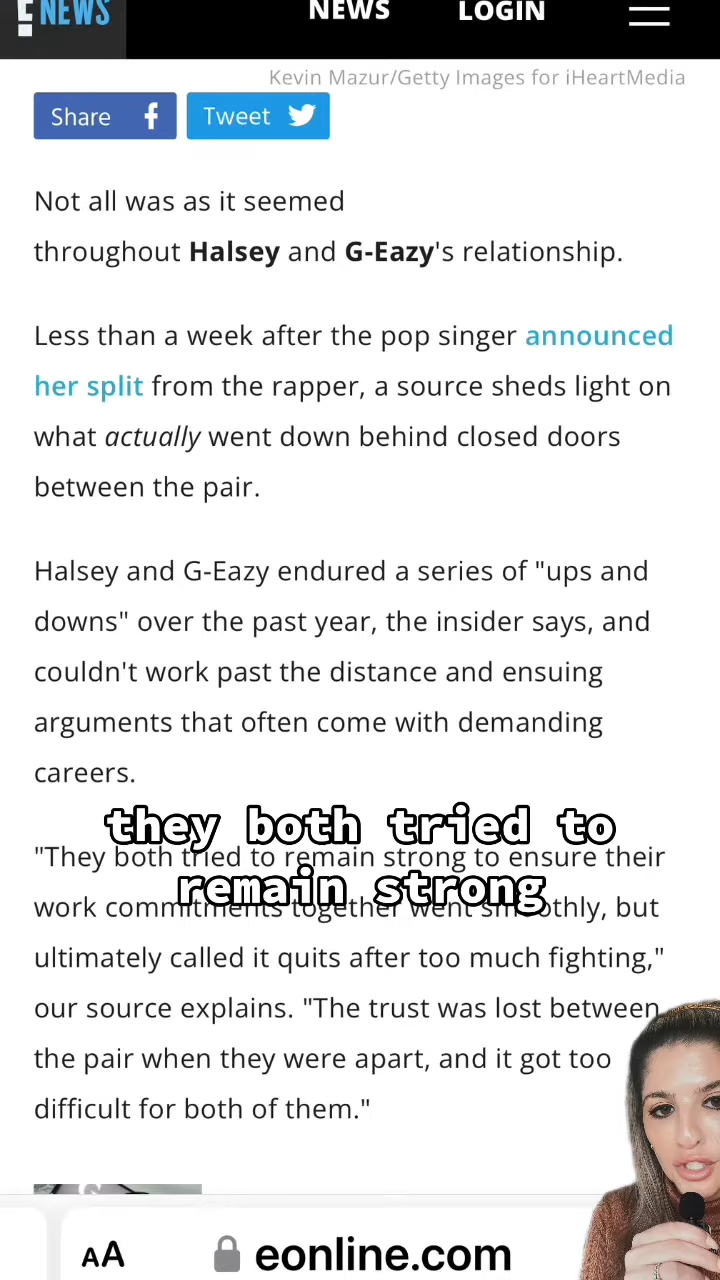 E NEWS
NEWS
LOGIN
Kevin Mazur/Getty Images for iHeartMedia
Share f
Tweet
Not all was as it seemed
throughout Halsey and G-Eazy's relationship.
Less than a week after the pop singer announced
her split from the rapper, a source sheds light on
what actually went down behind closed doors
between the pair.
Halsey and G-Eazy endured a series of "ups and
downs" over the past year, the insider says, and
couldn't work past the distance and ensuing
arguments that often come with demanding
careers.
they both tried to
remain strong
"They both tried to remain strong to ensure their
work commitments together went smoothly, but
ultimately called it quits after too much fighting,"
our source explains. "The trust was lost between
the pair when they were apart, and it got too
difficult for both of them."
AA
eonline.com